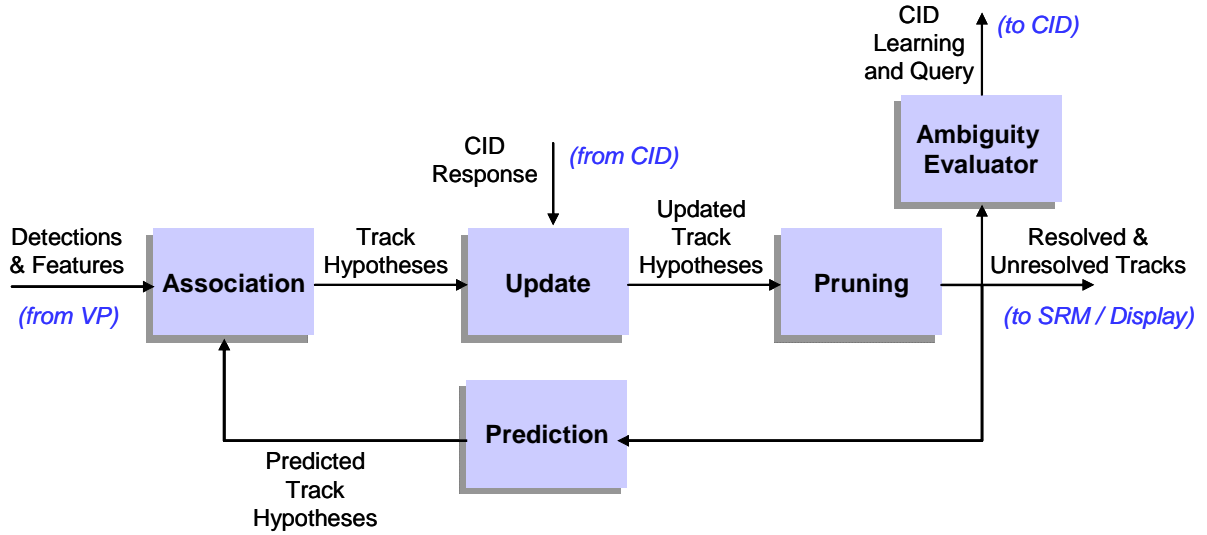 CID
Learning
and Query
(to CID)
Ambiguity
Evaluator
CID
Response
(from CID)
Detections
& Features
(from VP)
Association
Track
Hypotheses
Update
Updated
Track
Hypotheses
Pruning
Resolved &
Unresolved Tracks
(to SRM / Display)
Prediction
Predicted
Track
Hypotheses